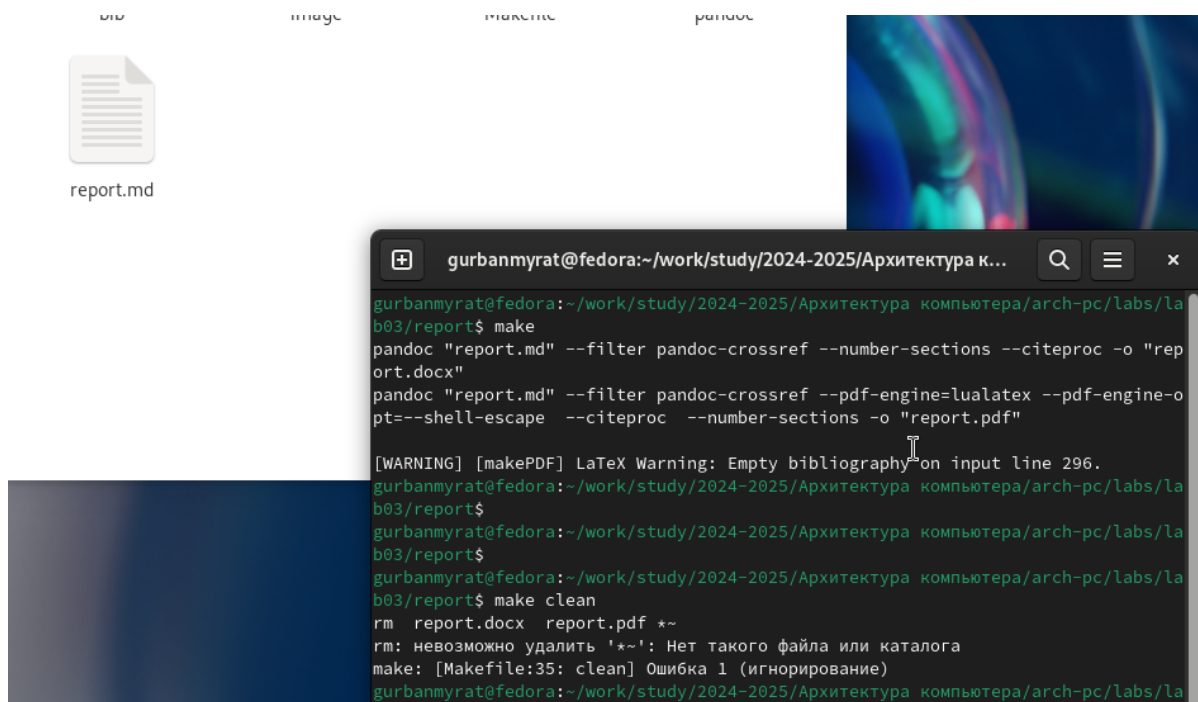 bib image Makefile pandoc
report.md
gurbanmyrat@fedora:~/work/study/2024-2025/Архитектура к...
gurbanmyrat@fedora:~/work/study/2024-2025/Архитектура компьютера/arch-pc/labs/la
b03/report$ make
pandoc "report.md" --filter pandoc-crossref --number-sections --citeproc -o "rep
ort.docx"
pandoc "report.md" --filter pandoc-crossref --pdf-engine=lualatex --pdf-engine-o
pt=--shell-escape  --citeproc  --number-sections -o "report.pdf"
[WARNING] [makePDF] LaTeX Warning: Empty bibliography on input line 296.
gurbanmyrat@fedora:~/work/study/2024-2025/Архитектура компьютера/arch-pc/labs/la
b03/report$
gurbanmyrat@fedora:~/work/study/2024-2025/Архитектура компьютера/arch-pc/labs/la
b03/report$
gurbanmyrat@fedora:~/work/study/2024-2025/Архитектура компьютера/arch-pc/labs/la
b03/report$ make clean
rm  report.docx  report.pdf *~
rm: невозможно удалить '*~': Нет такого файла или каталога
make: [Makefile:35: clean] Ошибка 1 (игнорирование)
gurbanmyrat@fedora:~/work/study/2024-2025/Архитектура компьютера/arch-pc/labs/la